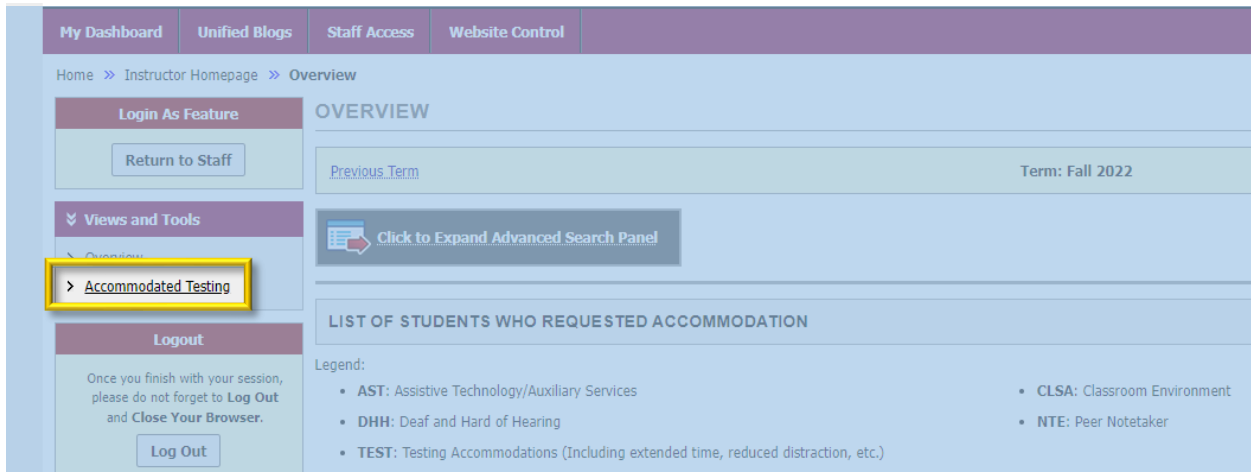 My Dashboard Unified Blogs Staff Access Website Control
Home » Instructor Homepage » Overview
Login As Feature
Return to Staff
Views and Tools
Overview
Accommodated Testing
Logout
Once you finish with your session,
please do not forget to Log Out
and Close Your Browser.
Log Out
OVERVIEW
Previous Term Term: Fall 2022
Click to Expand Advanced Search Panel
LIST OF STUDENTS WHO REQUESTED ACCOMMODATION
Legend:
• AST: Assistive Technology/Auxiliary Services
• DHH: Deaf and Hard of Hearing
• TEST: Testing Accommodations (Including extended time, reduced distraction, etc.)
• CLSA: Classroom Environment
• NTE: Peer Notetaker